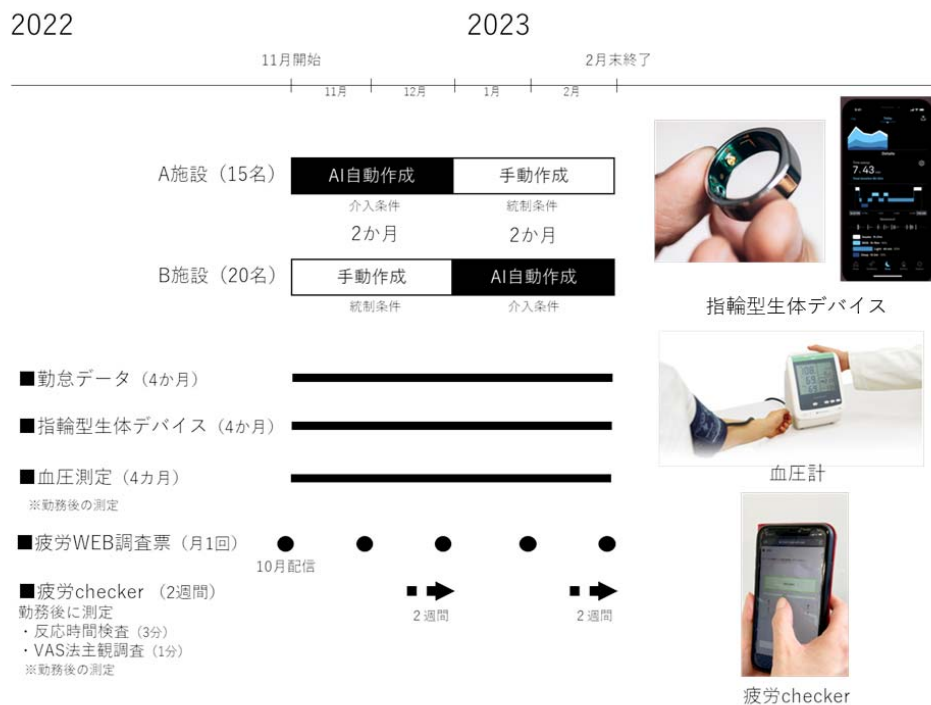 2022
2023
11月開始
2月末終了
11月
12月
1月
2月
A施設（15名）
AI自動作成
手動作成
介入条件
統制条件
2か月
2か月
B施設（20名）
手動作成
AI自動作成
統制条件
介入条件
指輪型生体デバイス
■勤怠データ（4か月）
■指輪型生体デバイス（4か月）
■血圧測定（4カ月）
※勤務後の測定
血圧計
■疲労WEB調査票（月1回）
10月配信
■疲労checker （2週間）
勤務後に測定
・反応時間検査（3分）
・VAS法主観調査（1分）
※勤務後の測定
2週間
2週間
疲労checker
7.43